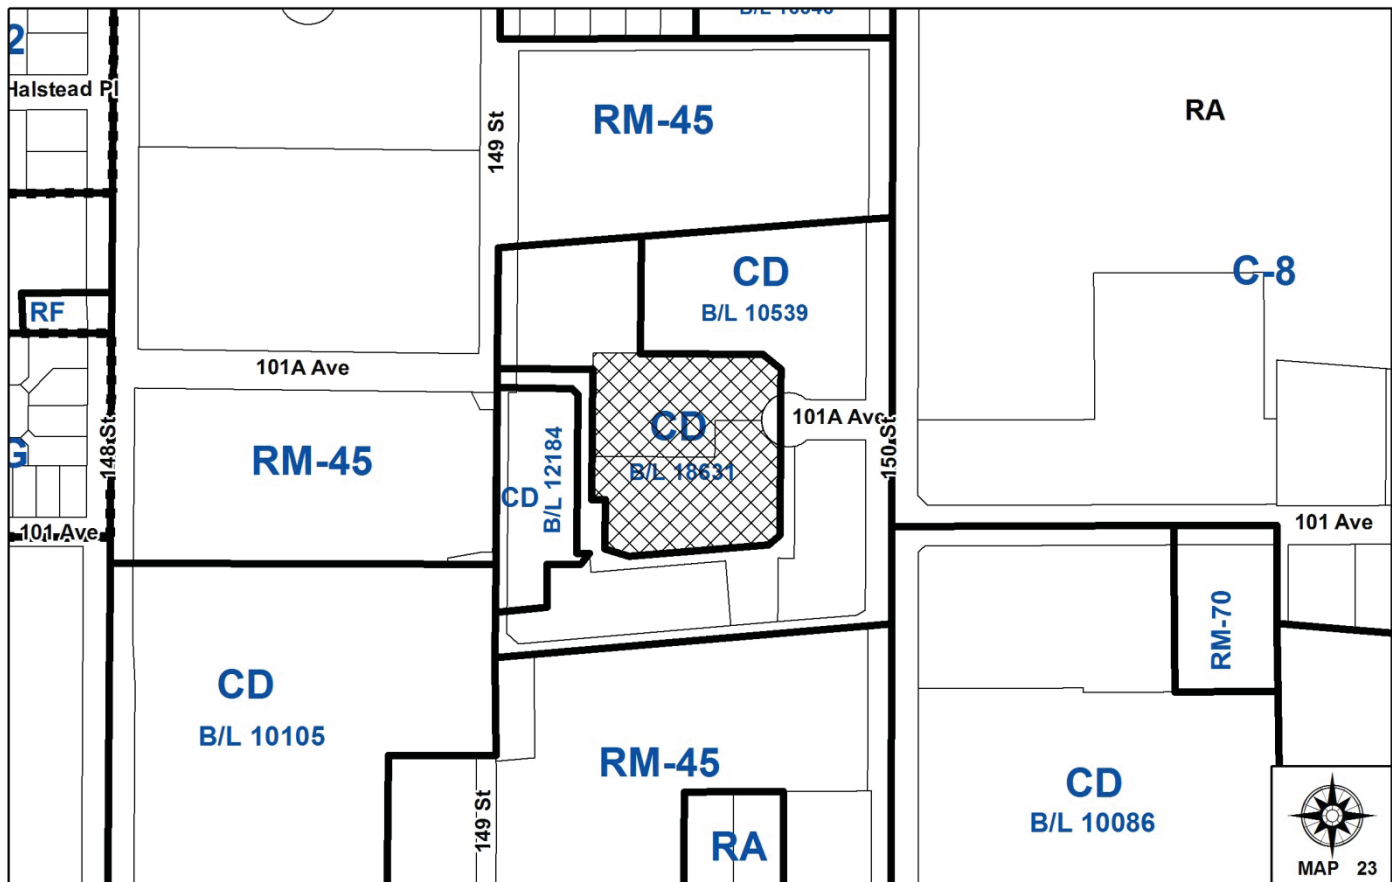 2
Halstead Pl
149 St
RM-45
RA
CD
B/L 10539
C-8
RF
101A Ave
CD
B/L 18631
101A Ave
150 St
148 St
G
RM-45
CD
B/L 12184
101 Ave
101 Ave
RM-70
CD
B/L 10105
RM-45
149 St
RA
CD
B/L 10086
MAP 23